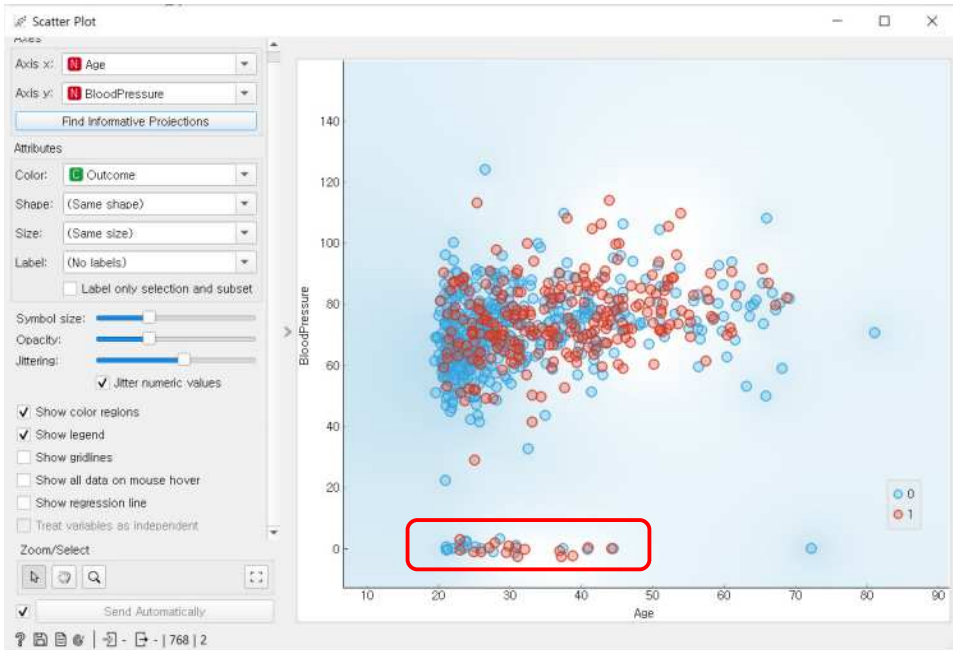 Scatter Plot
Axes
Axis x: N Age
Axis y: N BloodPressure
Find Informative Projections
Attributes
Color: C Outcome
Shape: (Same shape)
Size: (Same size)
Label: (No labels)
Label only selection and subset
Symbol size:
Opacity:
Jittering:
Jitter numeric values
Show color regions
Show legend
Show gridlines
Show all data on mouse hover
Show regression line
Treat variables as independent
Zoom/Select
Send Automatically
? - - | 768 | 2
BloodPressure
140
120
100
80
60
40
20
0
10 20 30 40 50 60 70 80 90
Age
0
1